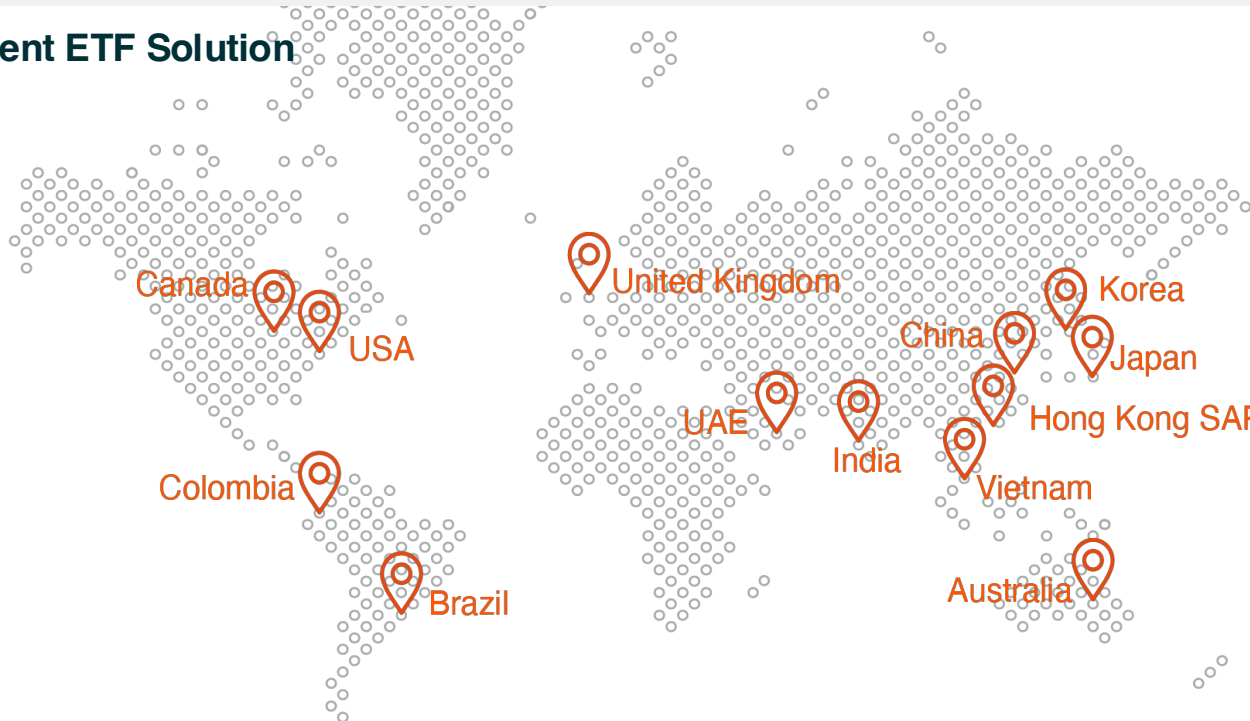 ent ETF Solution
Canada
USA
United Kingdom
Korea
China
Japan
UAE
Hong Kong SAR
India
Colombia
Vietnam
Brazil
Australia